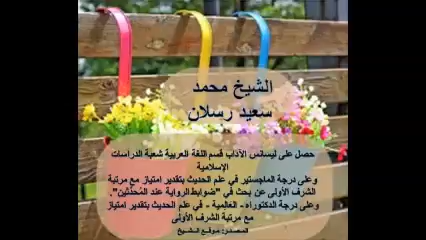 الشيخ محمد
سعيد رسلان
حصل على ليسانس الآداب قسم اللغة العربية شعبة الدراسات
الإسلامية
وعلى درجة الماجستير في علم الحديث بتقدير امتياز مع مرتبة
الشرف الأولى عن بحث في "ضوابط الرواية عند المحدثين".
وعلى درجة الدكتوراه - العالمية - في علم الحديث بتقدير امتياز
مع مرتبة الشرف الأولى
المصدر: موقع الشيخ